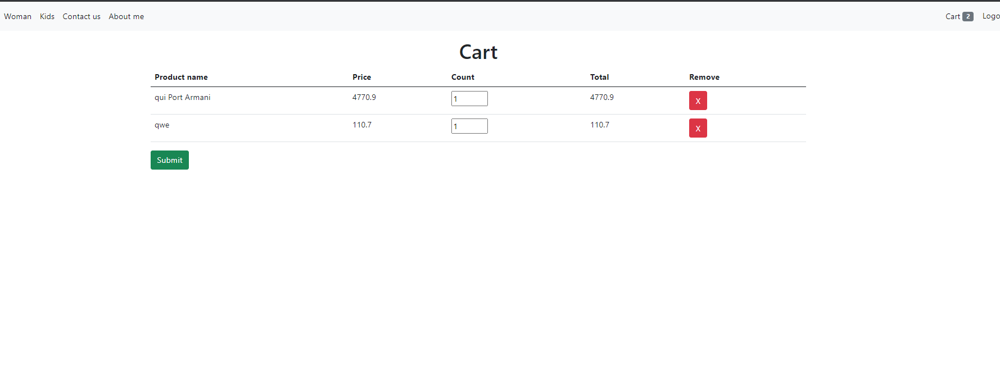 Woman Kids Contact us About me Cart 2 Logo
Cart
Product name Price Count Total Remove
qui Port Armani 4770.9 1 4770.9 X
qwe 110.7 1 110.7 X
Submit